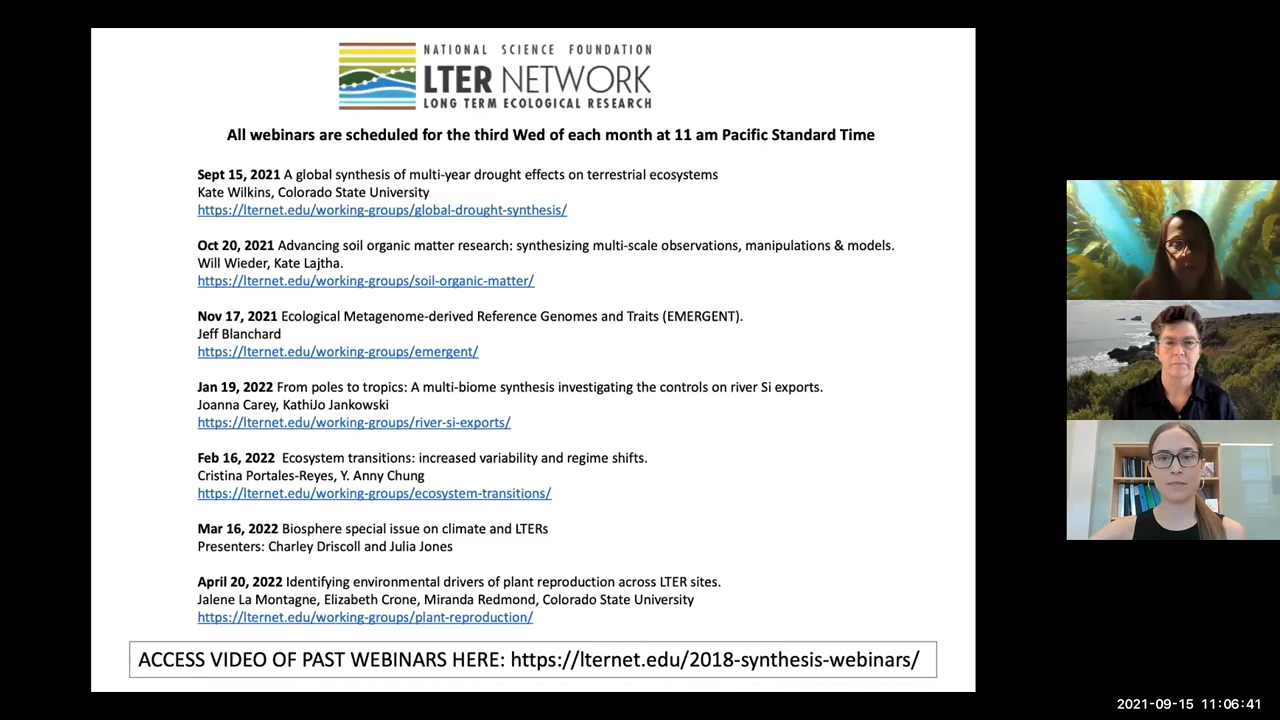 NATIONAL SCIENCE FOUNDATION
LTER NETWORK
LONG TERM ECOLOGICAL RESEARCH
All webinars are scheduled for the third Wed of each month at 11 am Pacific Standard Time
Sept 15, 2021 A global synthesis of multi-year drought effects on terrestrial ecosystems
Kate Wilkins, Colorado State University
https://lternet.edu/working-groups/global-drought-synthesis/
Oct 20, 2021 Advancing soil organic matter research: synthesizing multi-scale observations, manipulations & models.
Will Wieder, Kate Lajtha.
https://lternet.edu/working-groups/soil-organic-matter/
Nov 17, 2021 Ecological Metagenome-derived Reference Genomes and Traits (EMERGENT).
Jeff Blanchard
https://lternet.edu/working-groups/emergent/
Jan 19, 2022 From poles to tropics: A multi-biome synthesis investigating the controls on river Si exports.
Joanna Carey, KathiJo Jankowski
https://lternet.edu/working-groups/river-si-exports/
Feb 16, 2022 Ecosystem transitions: increased variability and regime shifts.
Cristina Portales-Reyes, Y. Anny Chung
https://lternet.edu/working-groups/ecosystem-transitions/
Mar 16, 2022 Biosphere special issue on climate and LTERs
Presenters: Charley Driscoll and Julia Jones
April 20, 2022 Identifying environmental drivers of plant reproduction across LTER sites.
Jalene La Montagne, Elizabeth Crone, Miranda Redmond, Colorado State University
https://lternet.edu/working-groups/plant-reproduction/
ACCESS VIDEO OF PAST WEBINARS HERE: https://lternet.edu/2018-synthesis-webinars/
2021-09-15 11:06:41